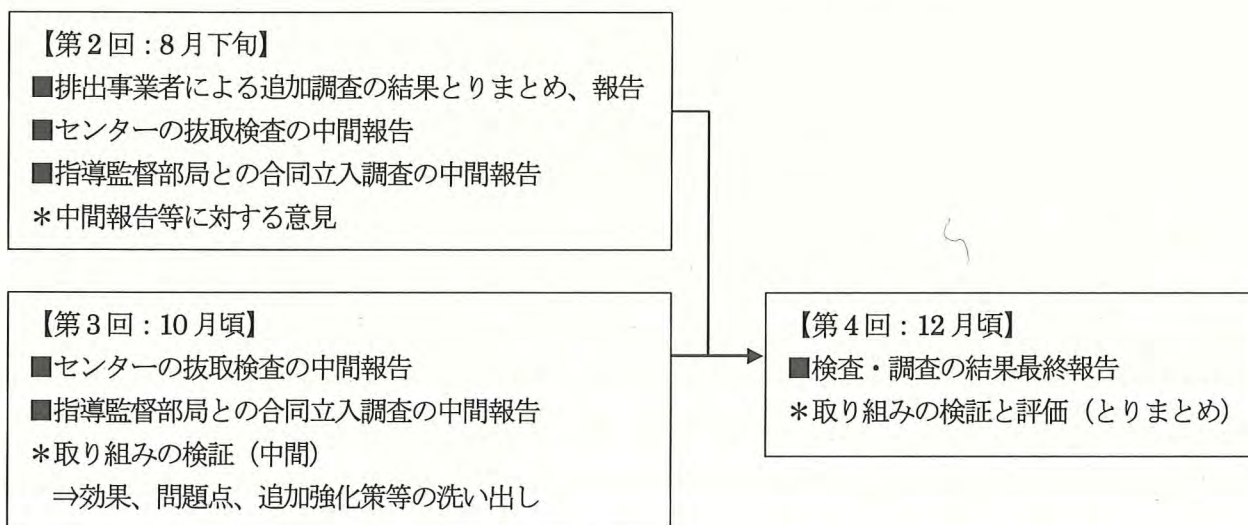 【第2回：8月下旬】
■排出事業者による追加調査の結果とりまとめ、報告
■センターの抜取検査の中間報告
■指導監督部局との合同立入調査の中間報告
＊中間報告等に対する意見
【第3回：10月頃】
■センターの抜取検査の中間報告
■指導監督部局との合同立入調査の中間報告
＊取り組みの検証（中間）
⇒効果、問題点、追加強化策等の洗い出し
【第4回：12月頃】
■検査・調査の結果最終報告
＊取り組みの検証と評価（とりまとめ）